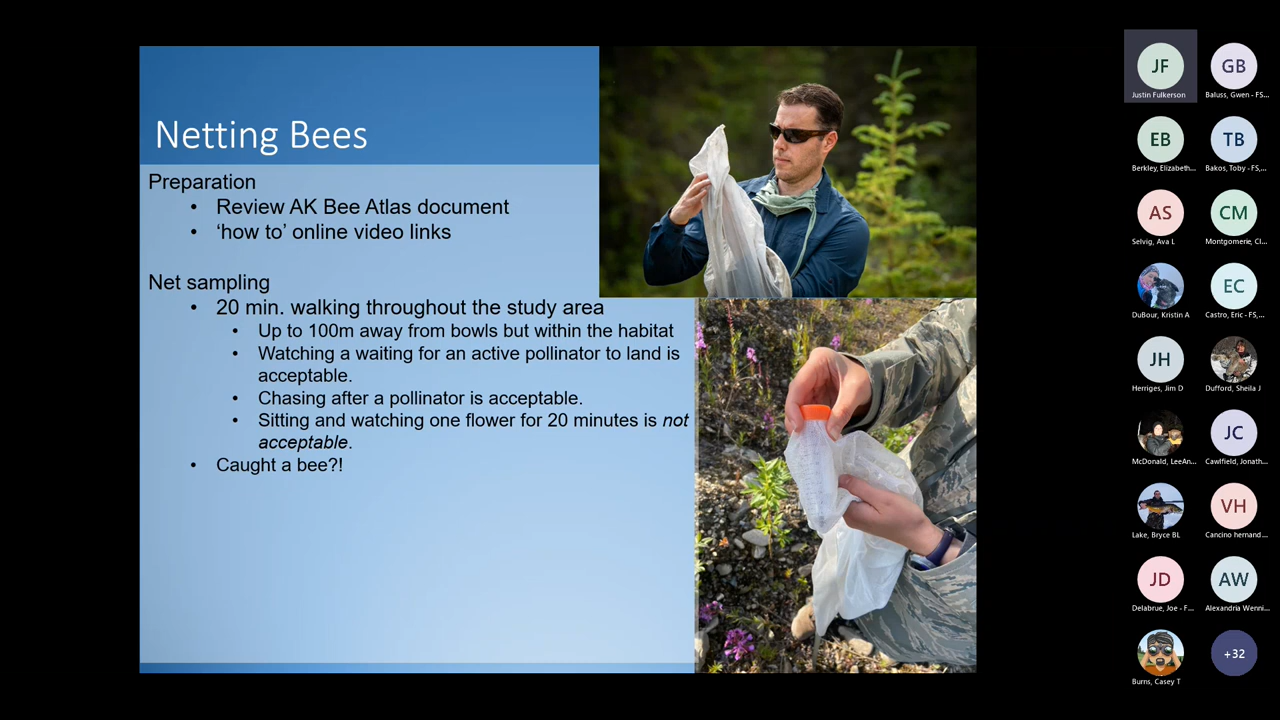 Netting Bees
Preparation
• Review AK Bee Atlas document
• ‘how to’ online video links
Net sampling
• 20 min. walking throughout the study area
• Up to 100m away from bowls but within the habitat
• Watching a waiting for an active pollinator to land is
acceptable.
• Chasing after a pollinator is acceptable.
• Sitting and watching one flower for 20 minutes is not
acceptable.
• Caught a bee?!
JF
Justin Fulkerson
GB
Baluss, Gwen - FS...
EB
Berkley, Elizabeth...
TB
Bakos, Toby - FS,...
AS
Selvig, Ava L
CM
Montgomerie, Cl...
DuBour, Kristin A
EC
Castro, Eric - FS,...
JH
Herriges, Jim D
Dufford, Sheila J
McDonald, LeeAn...
JC
Cawlfield, Jonath...
Lake, Bryce BL
VH
Cancino hernand...
JD
Delabrue, Joe - F...
AW
Alexandria Wenni...
Burns, Casey T
+32